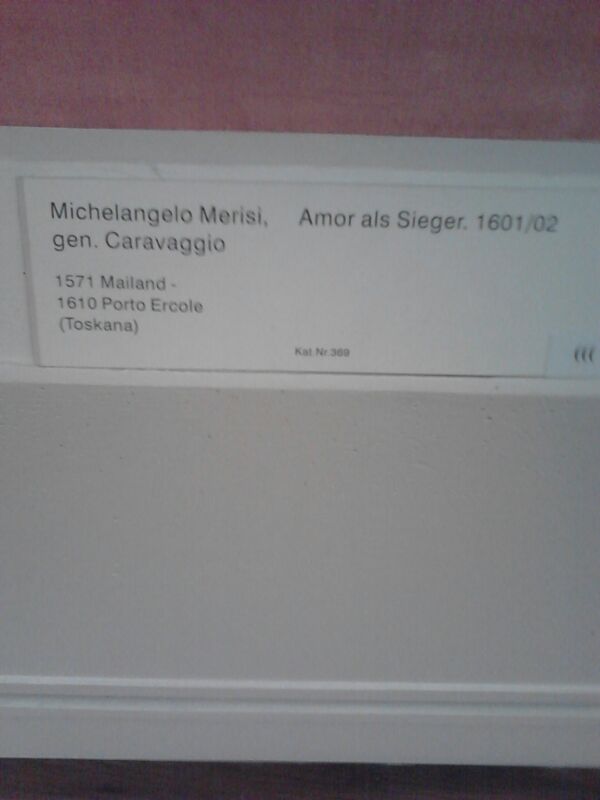 Michelangelo Merisi,
gen. Caravaggio
1571 Mailand -
1610 Porto Ercole
(Toskana)
Amor als Sieger. 1601/02
Kat.Nr.369
(((